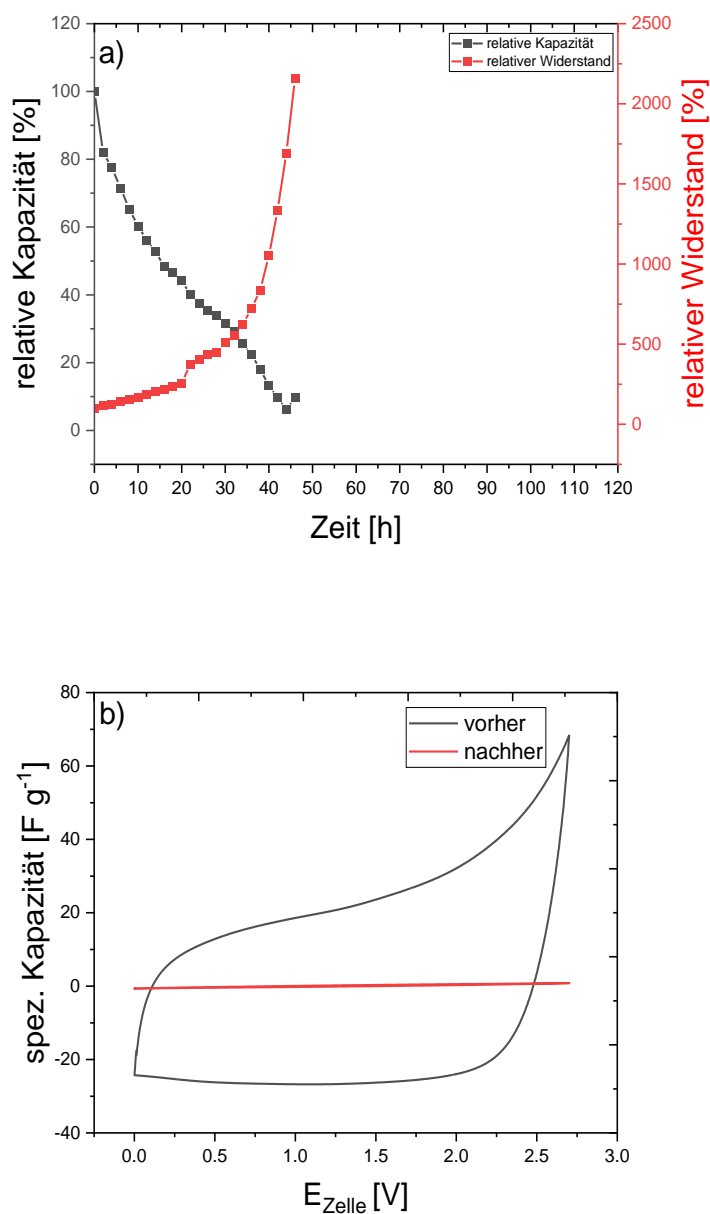 a)
relative Kapazität
relativer Widerstand
120
100
80
60
40
20
0
relative Kapazität [%]
2500
2000
1500
1000
500
0
relativer Widerstand [%]
0 10 20 30 40 50 60 70 80 90 100 110 120
Zeit [h]
b)
vorher
nachher
80
60
40
20
0
-20
-40
spez. Kapazität [F g⁻¹]
0.0 0.5 1.0 1.5 2.0 2.5 3.0
E_Zelle [V]